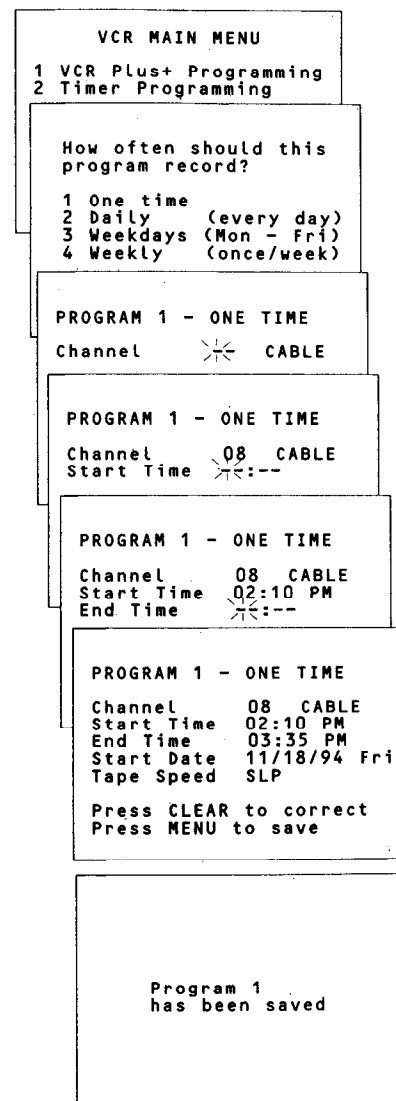 VCR MAIN MENU
1 VCR Plus+ Programming
2 Timer Programming
How often should this
program record?
1 One time
2 Daily (every day)
3 Weekdays (Mon - Fri)
4 Weekly (once/week)
PROGRAM 1 - ONE TIME
Channel -- CABLE
PROGRAM 1 - ONE TIME
Channel 08 CABLE
Start Time --:--
PROGRAM 1 - ONE TIME
Channel 08 CABLE
Start Time 02:10 PM
End Time --:--
PROGRAM 1 - ONE TIME
Channel 08 CABLE
Start Time 02:10 PM
End Time 03:35 PM
Start Date 11/18/94 Fri
Tape Speed SLP
Press CLEAR to correct
Press MENU to save
Program 1
has been saved